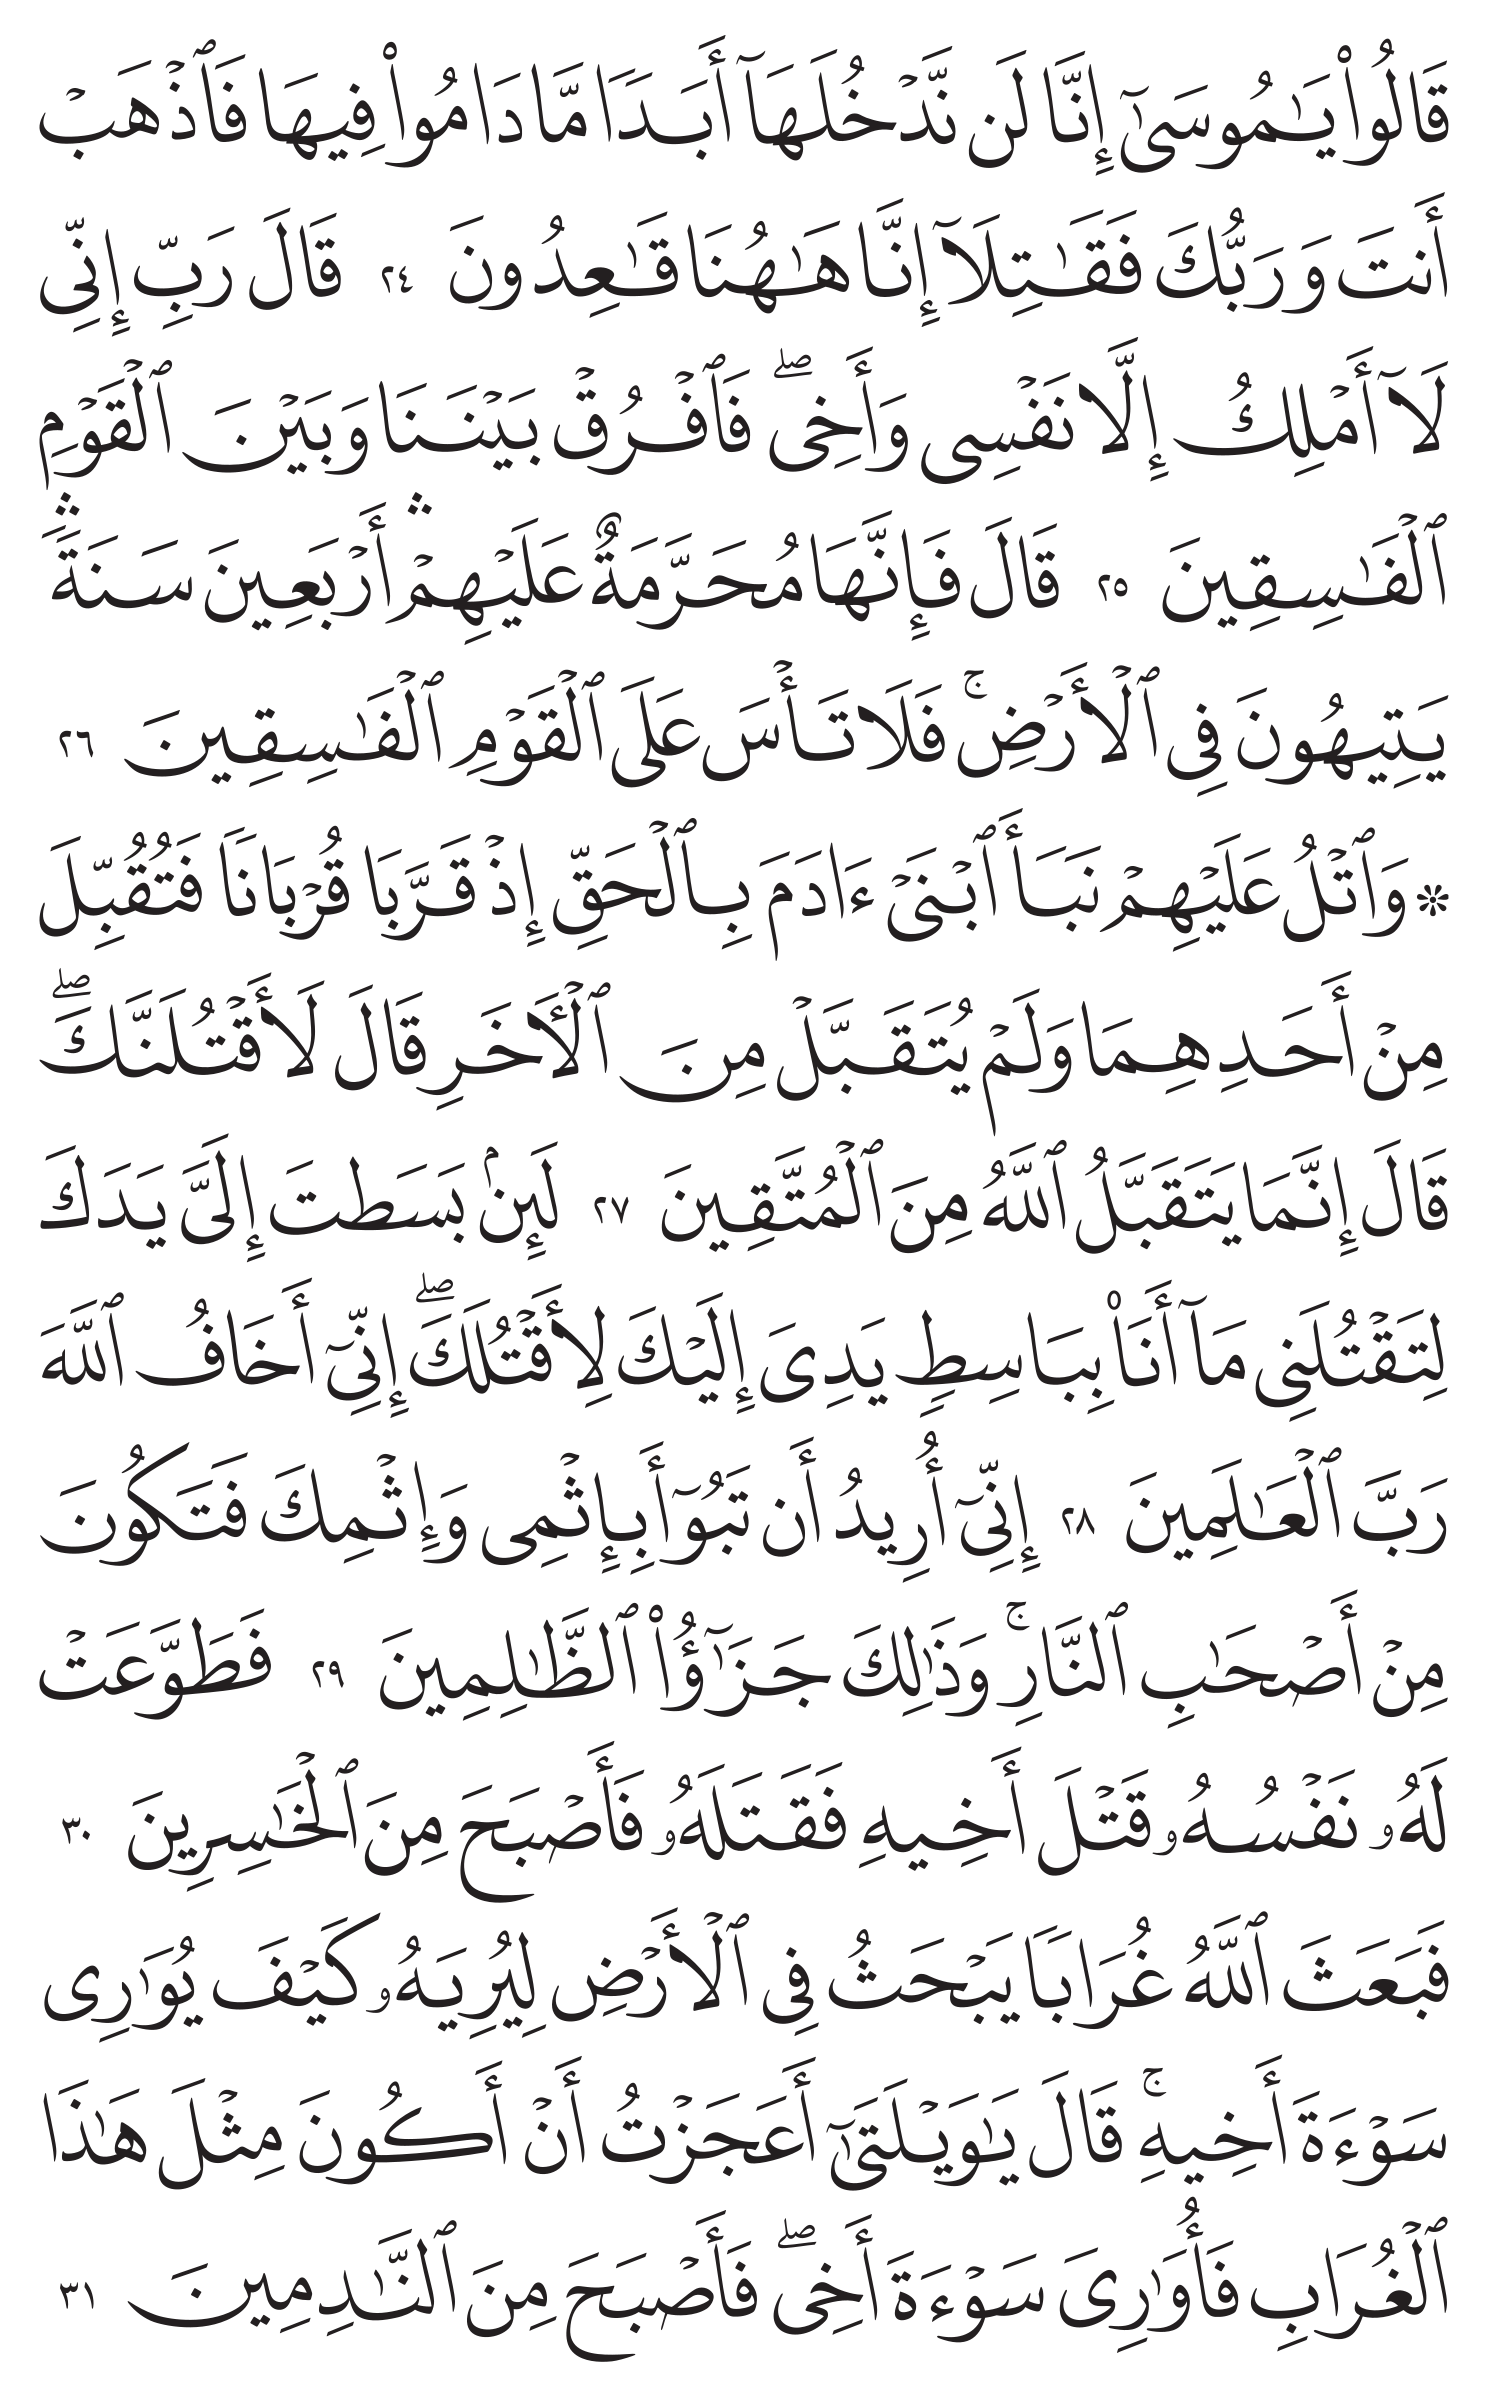 قَالُوا۟ يَـٰمُوسَىٰٓ إِنَّا لَن نَّدْخُلَهَآ أَبَدًا مَّا دَامُوا۟ فِيهَا فَٱذْهَبْ
أَنتَ وَرَبُّكَ فَقَـٰتِلَآ إِنَّا هَـٰهُنَا قَـٰعِدُونَ ٢٤ قَالَ رَبِّ إِنِّى
لَآ أَمْلِكُ إِلَّا نَفْسِى وَأَخِى ۖ فَٱفْرُقْ بَيْنَنَا وَبَيْنَ ٱلْقَوْمِ
ٱلْفَـٰسِقِينَ ٢٥ قَالَ فَإِنَّهَا مُحَرَّمَةٌ عَلَيْهِمْ ۛ أَرْبَعِينَ سَنَةً ۛ
يَتِيهُونَ فِى ٱلْأَرْضِ ۚ فَلَا تَأْسَ عَلَى ٱلْقَوْمِ ٱلْفَـٰسِقِينَ ٢٦
۞ وَٱتْلُ عَلَيْهِمْ نَبَأَ ٱبْنَىْ ءَادَمَ بِٱلْحَقِّ إِذْ قَرَّبَا قُرْبَانًا فَتُقُبِّلَ
مِنْ أَحَدِهِمَا وَلَمْ يُتَقَبَّلْ مِنَ ٱلْـَٔاخَرِ قَالَ لَأَقْتُلَنَّكَ ۖ
قَالَ إِنَّمَا يَتَقَبَّلُ ٱللَّهُ مِنَ ٱلْمُتَّقِينَ ٢٧ لَئِنۢ بَسَطتَ إِلَىَّ يَدَكَ
لِتَقْتُلَنِى مَآ أَنَا۠ بِبَاسِطٍ يَدِىَ إِلَيْكَ لِأَقْتُلَكَ ۖ إِنِّىٓ أَخَافُ ٱللَّهَ
رَبَّ ٱلْعَـٰلَمِينَ ٢٨ إِنِّىٓ أُرِيدُ أَن تَبُوٓأَ بِإِثْمِى وَإِثْمِكَ فَتَكُونَ
مِنْ أَصْحَـٰبِ ٱلنَّارِ ۚ وَذَٰلِكَ جَزَٰٓؤُا۟ ٱلظَّـٰلِمِينَ ٢٩ فَطَوَّعَتْ
لَهُۥ نَفْسُهُۥ قَتْلَ أَخِيهِ فَقَتَلَهُۥ فَأَصْبَحَ مِنَ ٱلْخَـٰسِرِينَ ٣٠
فَبَعَثَ ٱللَّهُ غُرَابًا يَبْحَثُ فِى ٱلْأَرْضِ لِيُرِيَهُۥ كَيْفَ يُوَٰرِى
سَوْءَةَ أَخِيهِ ۚ قَالَ يَـٰوَيْلَتَىٰٓ أَعَجَزْتُ أَنْ أَكُونَ مِثْلَ هَـٰذَا
ٱلْغُرَابِ فَأُوَٰرِىَ سَوْءَةَ أَخِى ۖ فَأَصْبَحَ مِنَ ٱلنَّـٰدِمِينَ ٣١